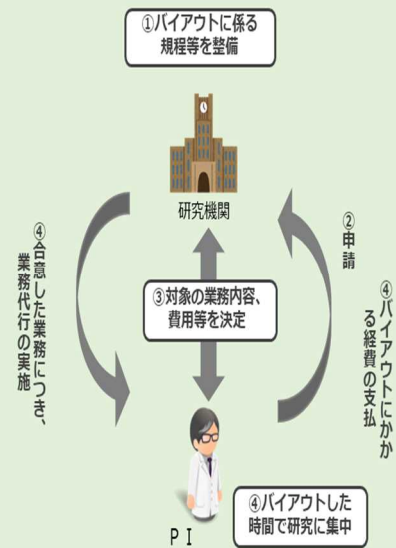 ①バイアウトに係る
規程等を整備
研究機関
②申請
③対象の業務内容、
費用等を決定
④合意した業務につき、
業務代行の実施
④バイアウトにかか
る経費の支払
④バイアウトした
時間で研究に集中
ＰＩ